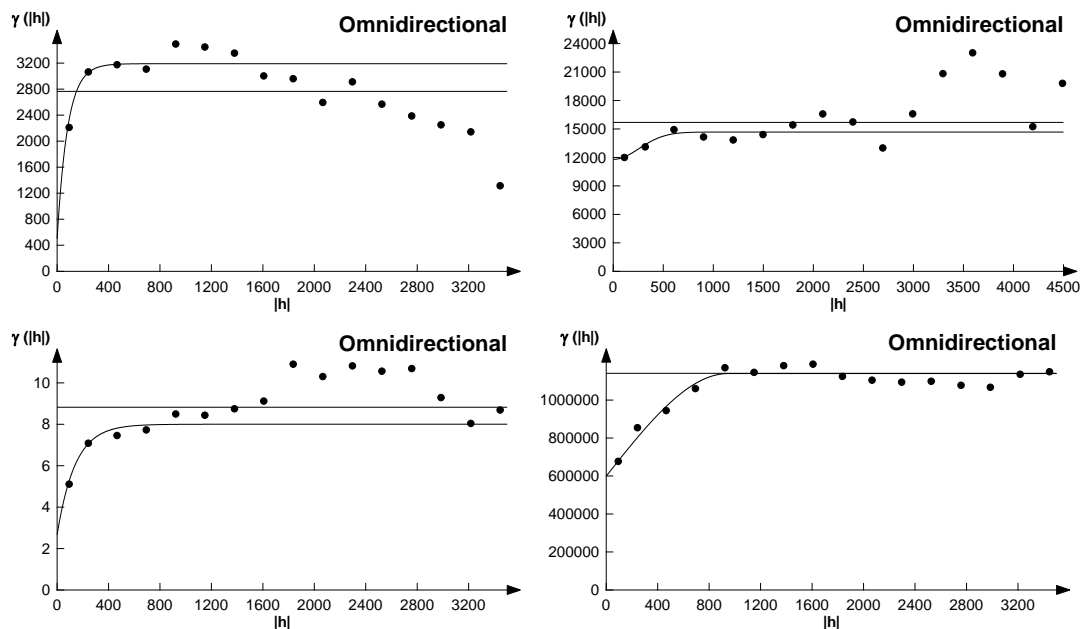 γ (|h|)
Omnidirectional
3200
2800
2400
2000
1600
1200
800
400
0
0 400 800 1200 1600 2000 2400 2800 3200
|h|
γ (|h|)
Omnidirectional
24000
21000
18000
15000
12000
9000
6000
3000
0
0 500 1000 1500 2000 2500 3000 3500 4000 4500
|h|
γ (|h|)
Omnidirectional
10
8
6
4
2
0
0 400 800 1200 1600 2000 2400 2800 3200
|h|
γ (|h|)
Omnidirectional
1000000
800000
600000
400000
200000
0
0 400 800 1200 1600 2000 2400 2800 3200
|h|